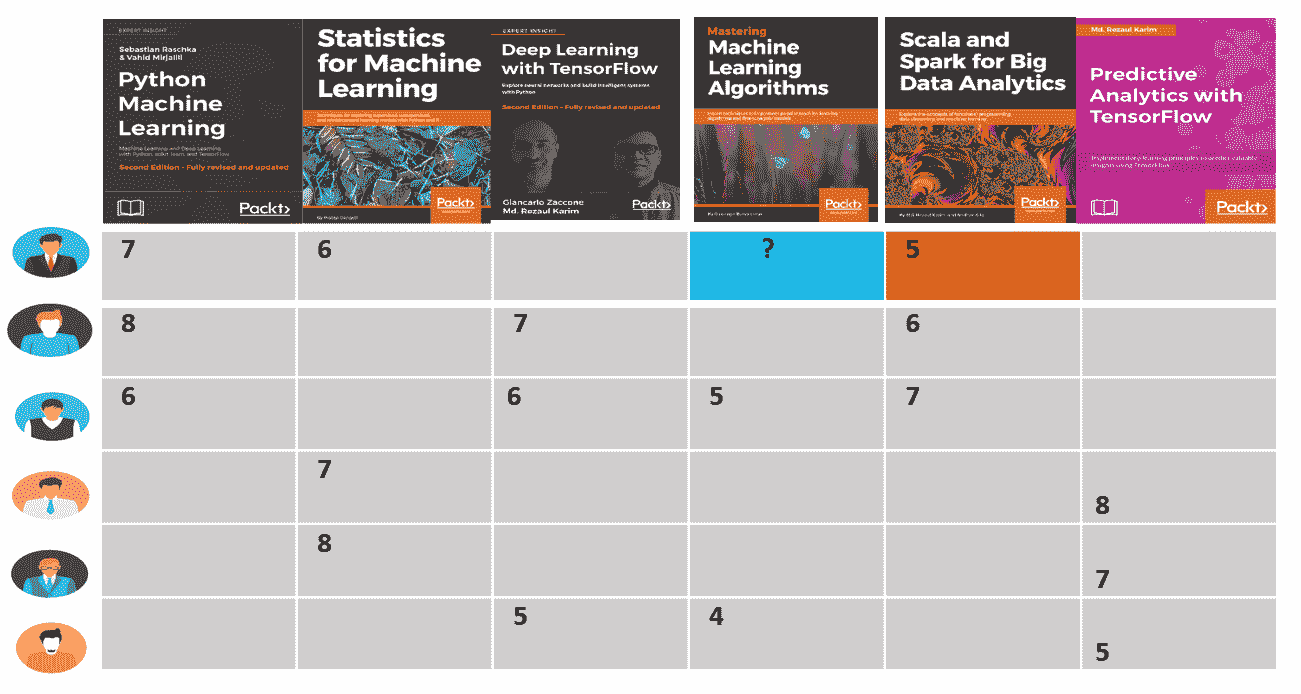 EXPERT INSIGHT
Sebastian Raschka
& Vahid Mirjalili
Python
Machine
Learning
Machine Learning and Deep Learning
with Python, scikit-learn, and TensorFlow
Second Edition - Fully revised and updated
Packt>
Statistics
for Machine
Learning
Packt>
EXPERT INSIGHT
Deep Learning
with TensorFlow
Explore neural networks and build intelligent systems
with Python
Second Edition - Fully revised and updated
Giancarlo Zaccone
Md. Rezaul Karim
Packt>
Mastering
Machine
Learning
Algorithms
Packt>
Scala and
Spark for Big
Data Analytics
Packt>
Md. Rezaul Karim
Predictive
Analytics with
TensorFlow
Packt>
7 6 ? 5
8 7 6
6 6 5 7
7 8
8 7
5 4 5